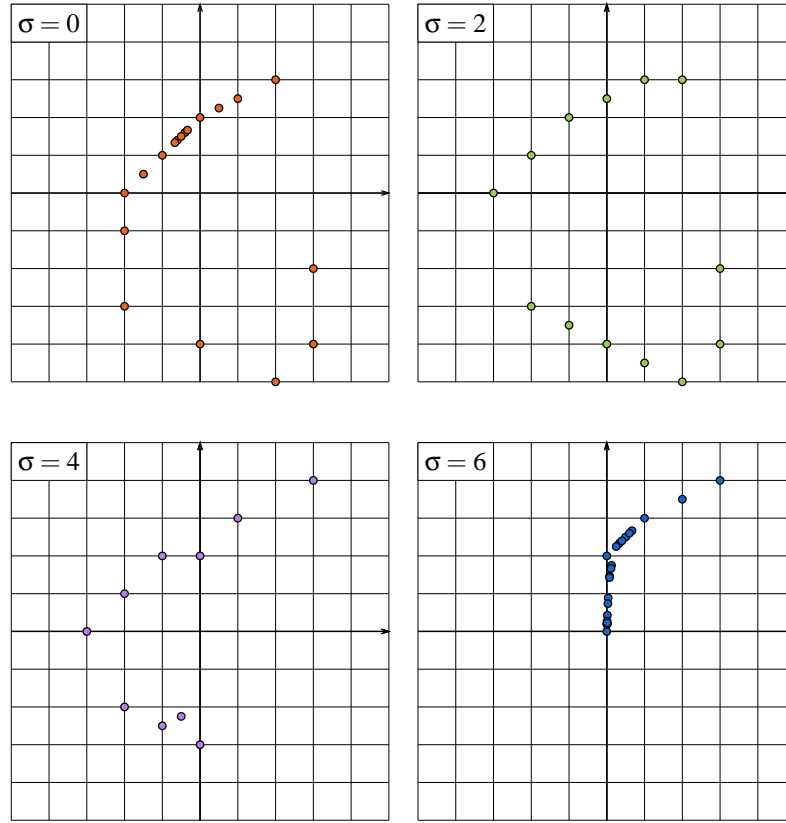 σ = 0
σ = 2
σ = 4
σ = 6